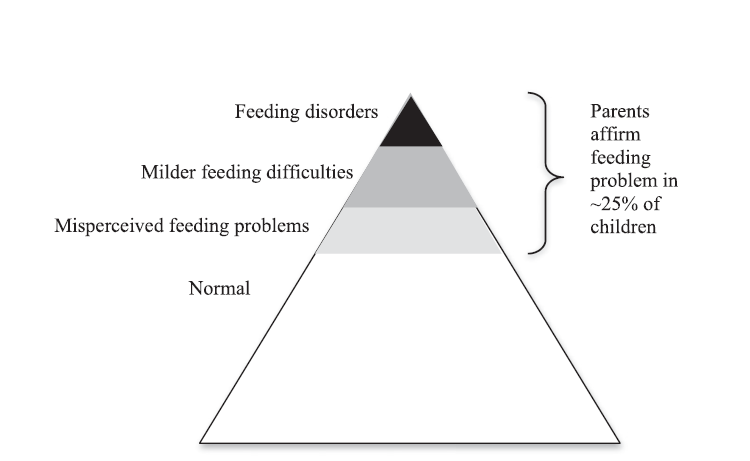 Feeding disorders
Milder feeding difficulties
Misperceived feeding problems
Normal
Parents
affirm
feeding
problem in
~25% of
children